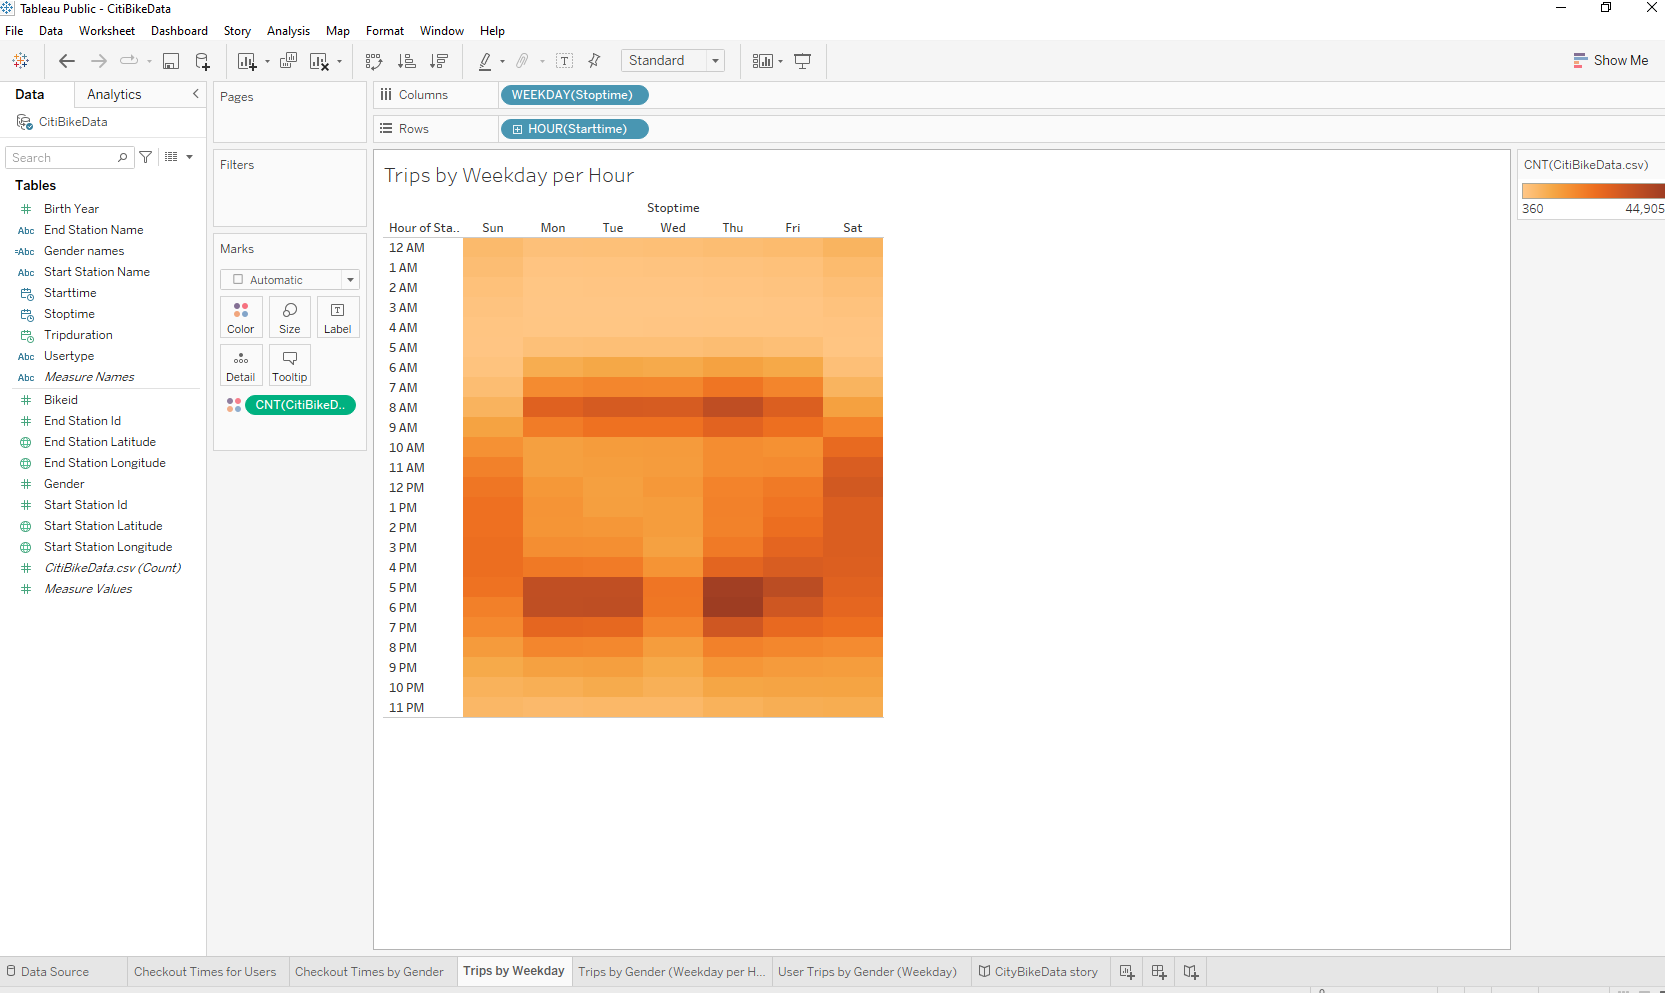 Tableau Public - CitiBikeData
File Data Worksheet Dashboard Story Analysis Map Format Window Help
Standard
Show Me
Data Analytics
CitiBikeData
Search
Tables
Birth Year
Abc End Station Name
=Abc Gender names
Abc Start Station Name
Starttime
Stoptime
Tripduration
Abc Usertype
Abc Measure Names
Bikeid
End Station Id
End Station Latitude
End Station Longitude
Gender
Start Station Id
Start Station Latitude
Start Station Longitude
CitiBikeData.csv (Count)
Measure Values
Pages
Filters
Marks
Automatic
Color Size Label
Detail Tooltip
CNT(CitiBikeD..
Columns WEEKDAY(Stoptime)
Rows HOUR(Starttime)
Trips by Weekday per Hour
Stoptime
Hour of Sta.. Sun Mon Tue Wed Thu Fri Sat
12 AM
1 AM
2 AM
3 AM
4 AM
5 AM
6 AM
7 AM
8 AM
9 AM
10 AM
11 AM
12 PM
1 PM
2 PM
3 PM
4 PM
5 PM
6 PM
7 PM
8 PM
9 PM
10 PM
11 PM
CNT(CitiBikeData.csv)
360 44,905
Data Source Checkout Times for Users Checkout Times by Gender Trips by Weekday Trips by Gender (Weekday per H... User Trips by Gender (Weekday) CityBikeData story